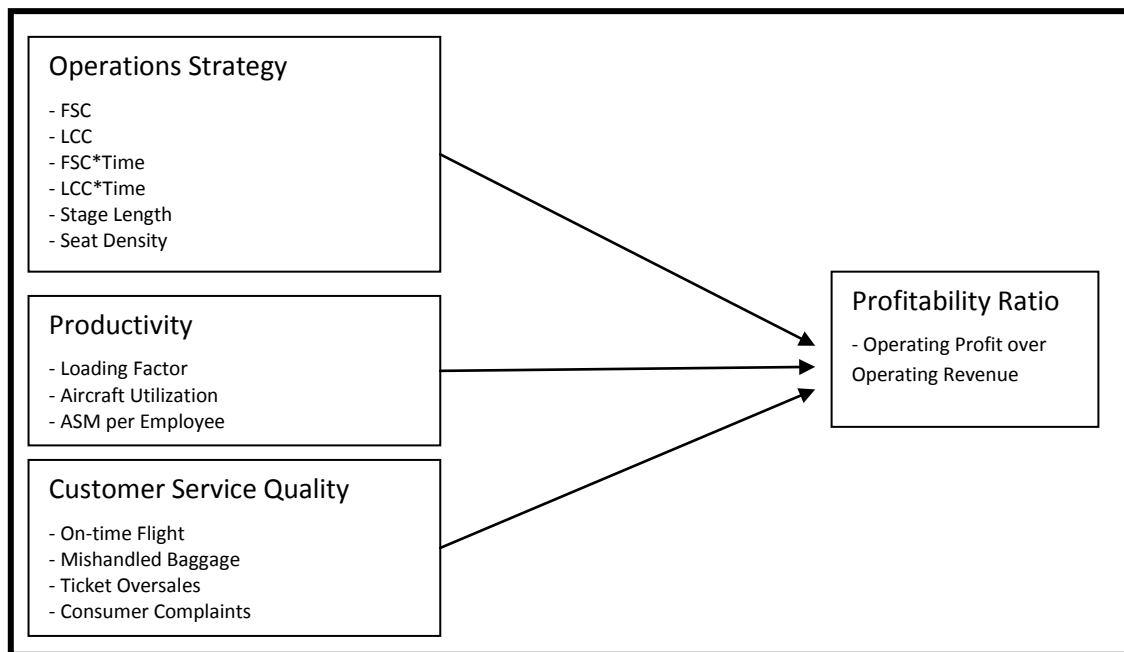 Operations Strategy
- FSC
- LCC
- FSC*Time
- LCC*Time
- Stage Length
- Seat Density
Productivity
- Loading Factor
- Aircraft Utilization
- ASM per Employee
Customer Service Quality
- On-time Flight
- Mishandled Baggage
- Ticket Oversales
- Consumer Complaints
Profitability Ratio
- Operating Profit over
Operating Revenue